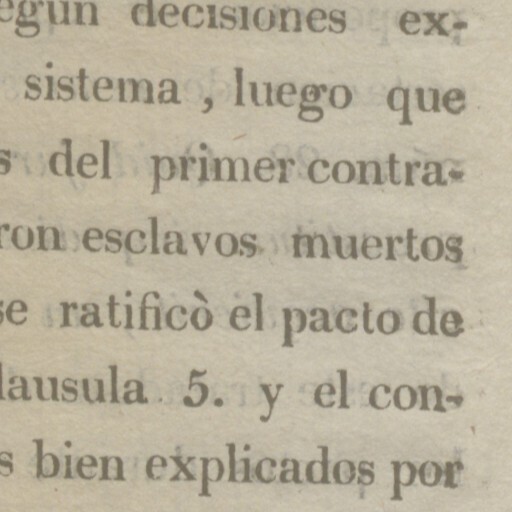 egun decisiones ex-
sistema, luego que
s del primer contra-
ron esclavos muertos
se ratificò el pacto de
lausula 5. y el con-
s bien explicados por